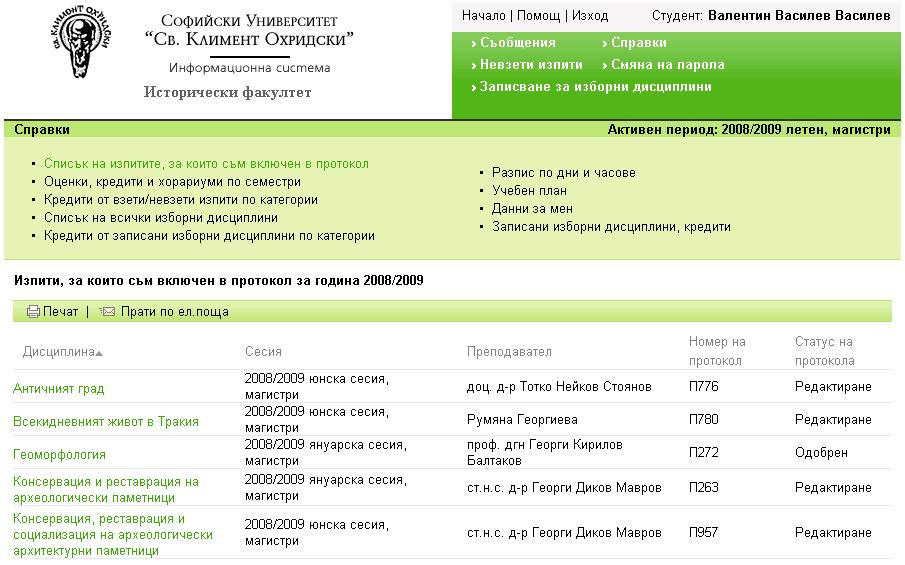 СВ. КЛИМЕНТ ОХРИДСКИ
Софийски Университет
“Св. Климент Охридски”
Информационна система
Исторически факултет
Начало | Помощ | Изход
Студент: Валентин Василев Василев
Съобщения
Справки
Невзети изпити
Смяна на парола
Записване за изборни дисциплини
Справки
Активен период: 2008/2009 летен, магистри
• Списък на изпитите, за които съм включен в протокол
• Оценки, кредити и хорариуми по семестри
• Кредити от взети/невзети изпити по категории
• Списък на всички изборни дисциплини
• Кредити от записани изборни дисциплини по категории
• Разпис по дни и часове
• Учебен план
• Данни за мен
• Записани изборни дисциплини, кредити
Изпити, за които съм включен в протокол за година 2008/2009
Печат | Прати по ел.поща
Дисциплина
Сесия
Преподавател
Номер на
протокол
Статус на
протокола
Античният град
2008/2009 юнска сесия,
магистри
доц. д-р Тотко Нейков Стоянов
П776
Редактиране
Всекидневният живот в Тракия
2008/2009 юнска сесия,
магистри
Румяна Георгиева
П780
Редактиране
Геоморфология
2008/2009 януарска сесия,
магистри
проф. дгн Георги Кирилов
Балтаков
П272
Одобрен
Консервация и реставрация на
археологически паметници
2008/2009 януарска сесия,
магистри
ст.н.с. д-р Георги Диков Мавров
П263
Редактиране
Консервация, реставрация и
социализация на археологически
архитектурни паметници
2008/2009 юнска сесия,
магистри
ст.н.с. д-р Георги Диков Мавров
П957
Редактиране